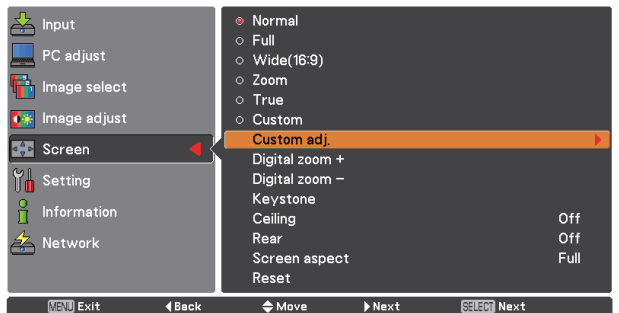 Input
PC adjust
Image select
Image adjust
Screen
Setting
Information
Network
Normal
Full
Wide(16:9)
Zoom
True
Custom
Custom adj.
Digital zoom +
Digital zoom –
Keystone
Ceiling Off
Rear Off
Screen aspect Full
Reset
MENU Exit Back Move Next SELECT Next